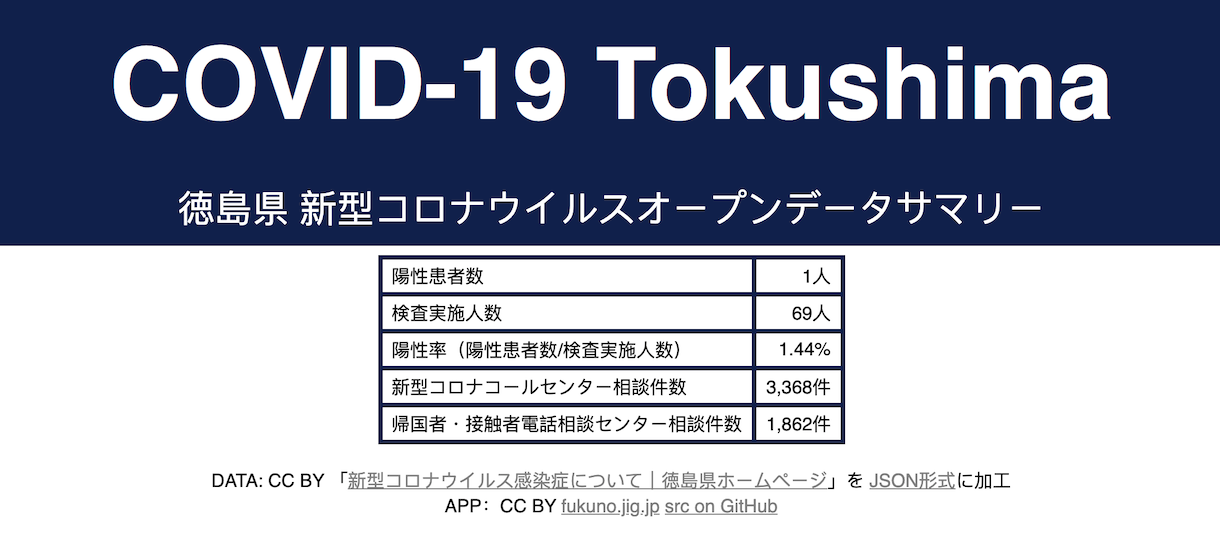 COVID-19 Tokushima
徳島県 新型コロナウイルスオープンデータサマリー
陽性患者数 1人
検査実施人数 69人
陽性率（陽性患者数/検査実施人数） 1.44%
新型コロナコールセンター相談件数 3,368件
帰国者・接触者電話相談センター相談件数 1,862件
DATA: CC BY 「新型コロナウイルス感染症について｜徳島県ホームページ」を JSON形式に加工
APP： CC BY fukuno.jig.jp src on GitHub